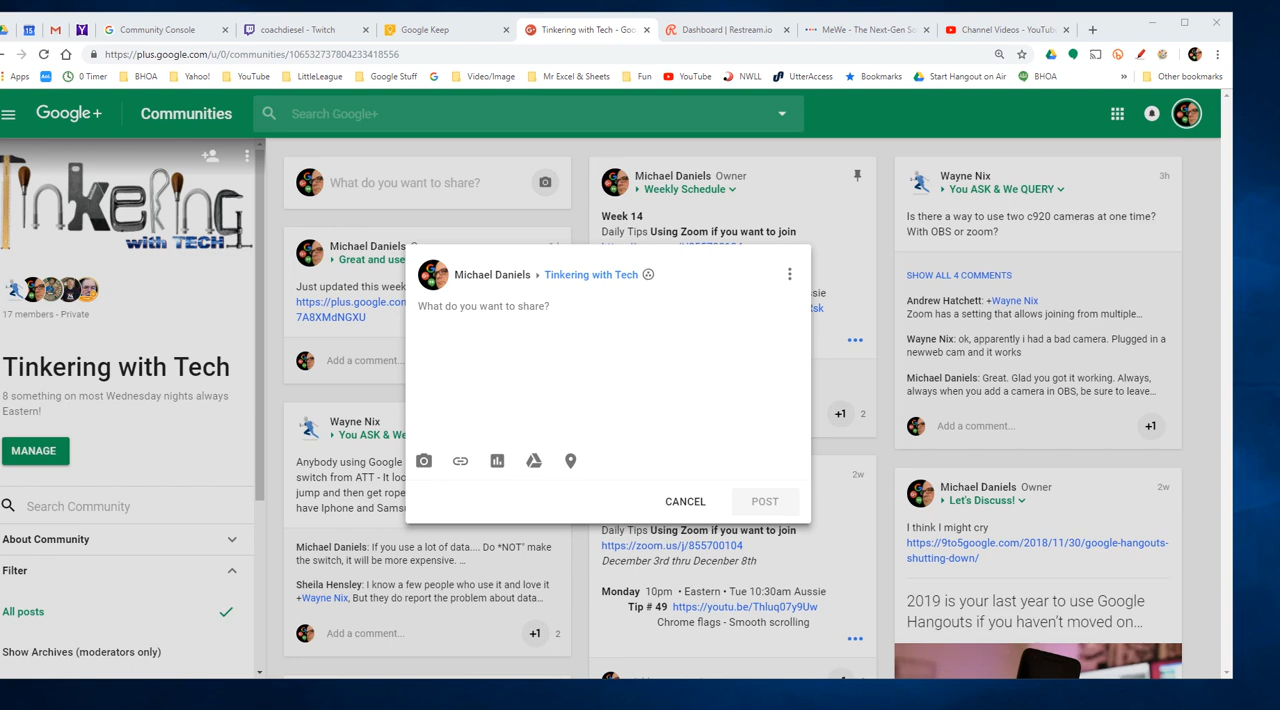 Community Console
coachdiesel - Twitch
Google Keep
Tinkering with Tech - Goo
Dashboard | Restream.io
MeWe - The Next-Gen So
Channel Videos - YouTub
https://plus.google.com/u/0/communities/106532737804233418556
Apps
0 Timer
BHOA
Yahoo!
YouTube
LittleLeague
Google Stuff
Video/Image
Mr Excel & Sheets
Fun
YouTube
NWLL
UtterAccess
Bookmarks
Start Hangout on Air
BHOA
»
Other bookmarks
Google+
Communities
Search Google+
Tinkering
with TECH
17 members - Private
Tinkering with Tech
8 something on most Wednesday nights always
Eastern!
MANAGE
Search Community
About Community
Filter
All posts
Show Archives (moderators only)
What do you want to share?
Michael Daniels
Great and use
Just updated this week
https://plus.google.com
7A8XMdNGXU
Add a comment...
Wayne Nix
You ASK & We
Anybody using Google
switch from ATT - It loo
jump and then get rope
have Iphone and Samsu
Michael Daniels: If you use a lot of data.... Do *NOT* make
the switch, it will be more expensive. ...
Sheila Hensley: I know a few people who use it and love it
+Wayne Nix, But they do report the problem about data...
Add a comment...
+1
2
Michael Daniels Owner
Weekly Schedule
Week 14
Daily Tips Using Zoom if you want to join
sie
sk
+1
2
Michael Daniels
Tinkering with Tech
What do you want to share?
CANCEL
POST
2w
Daily Tips Using Zoom if you want to join
https://zoom.us/j/855700104
December 3rd thru Decenber 8th
Monday 10pm • Eastern • Tue 10:30am Aussie
Tip # 49 https://youtu.be/Thluq07y9Uw
Chrome flags - Smooth scrolling
Wayne Nix
3h
You ASK & We QUERY
Is there a way to use two c920 cameras at one time?
With OBS or zoom?
SHOW ALL 4 COMMENTS
Andrew Hatchett: +Wayne Nix
Zoom has a setting that allows joining from multiple...
Wayne Nix: ok, apparently i had a bad camera. Plugged in a
newweb cam and it works
Michael Daniels: Great. Glad you got it working. Always,
always when you add a camera in OBS, be sure to leave...
Add a comment...
+1
Michael Daniels Owner
2w
Let's Discuss!
I think I might cry
https://9to5google.com/2018/11/30/google-hangouts-
shutting-down/
2019 is your last year to use Google
Hangouts if you haven't moved on...